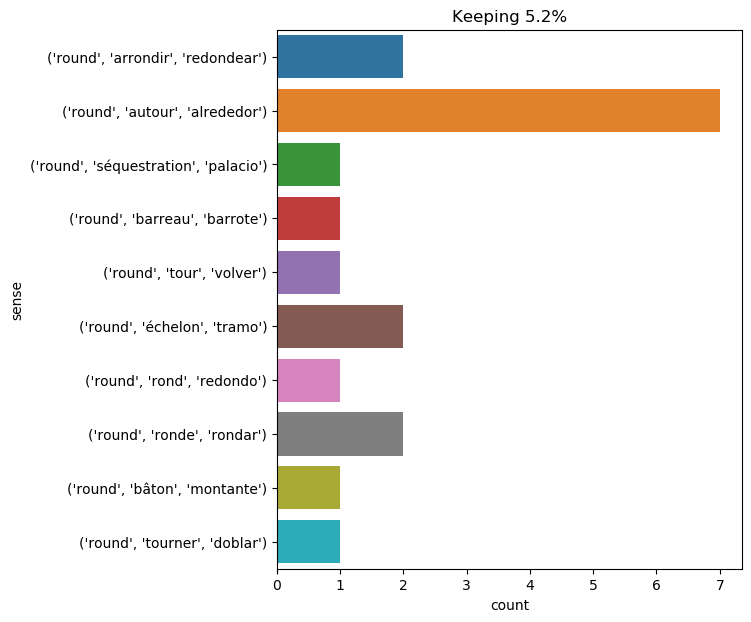 Keeping 5.2%
('round', 'arrondir', 'redondear')
('round', 'autour', 'alrededor')
('round', 'séquestration', 'palacio')
('round', 'barreau', 'barrote')
('round', 'tour', 'volver')
('round', 'échelon', 'tramo')
('round', 'rond', 'redondo')
('round', 'ronde', 'rondar')
('round', 'bâton', 'montante')
('round', 'tourner', 'doblar')
sense
0 1 2 3 4 5 6 7
count